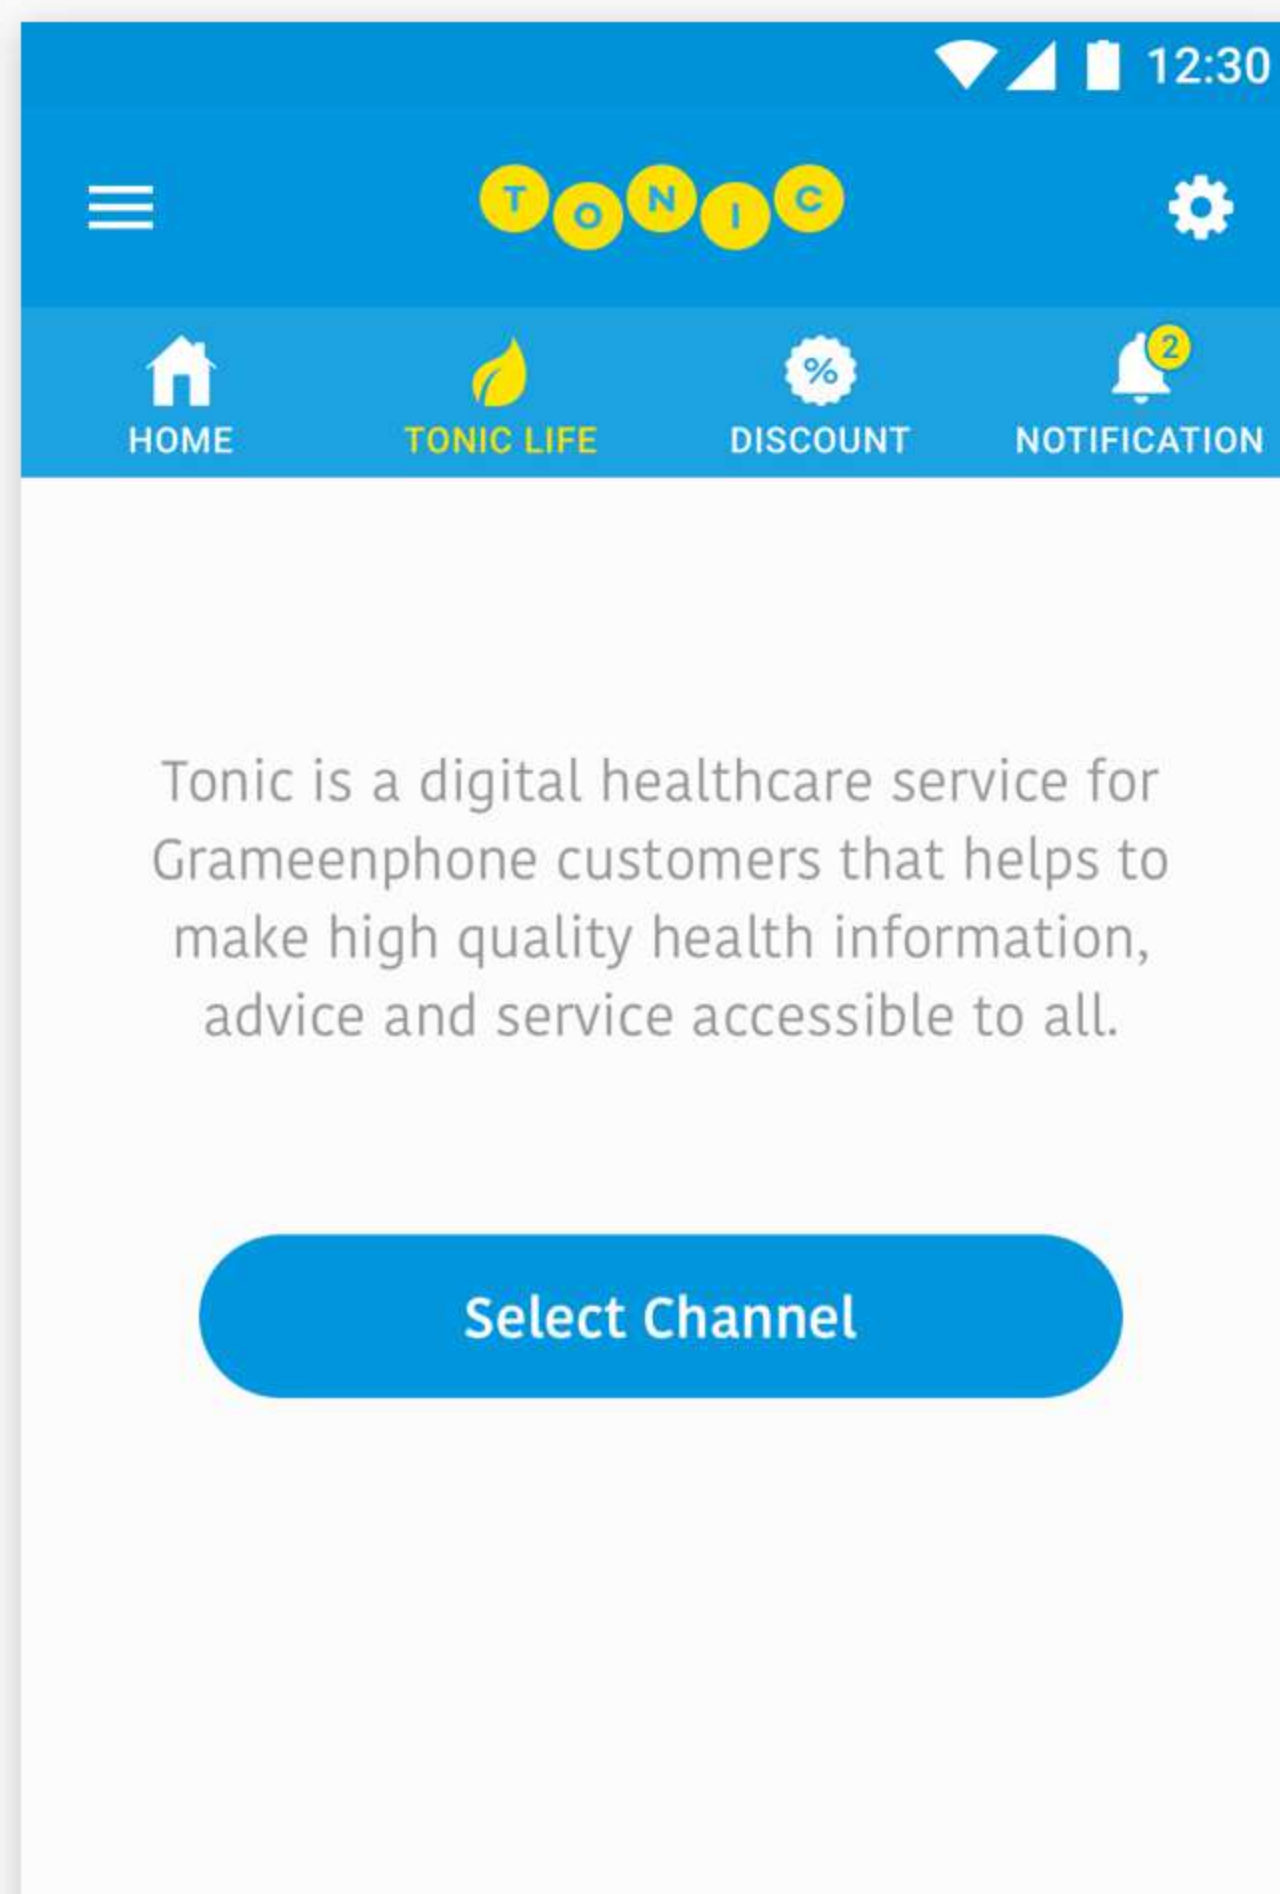 12:30
TONIC
%
2
HOME
TONIC LIFE
DISCOUNT
NOTIFICATION
Tonic is a digital healthcare service for
Grameenphone customers that helps to
make high quality health information,
advice and service accessible to all.
Select Channel